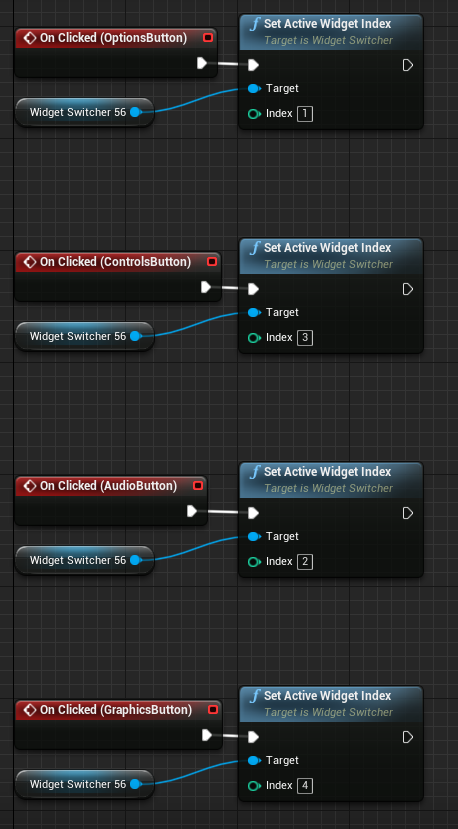 On Clicked (OptionsButton)
Set Active Widget Index
Target is Widget Switcher
Target
Widget Switcher 56
Index 1
On Clicked (ControlsButton)
Set Active Widget Index
Target is Widget Switcher
Target
Widget Switcher 56
Index 3
On Clicked (AudioButton)
Set Active Widget Index
Target is Widget Switcher
Target
Widget Switcher 56
Index 2
On Clicked (GraphicsButton)
Set Active Widget Index
Target is Widget Switcher
Target
Widget Switcher 56
Index 4